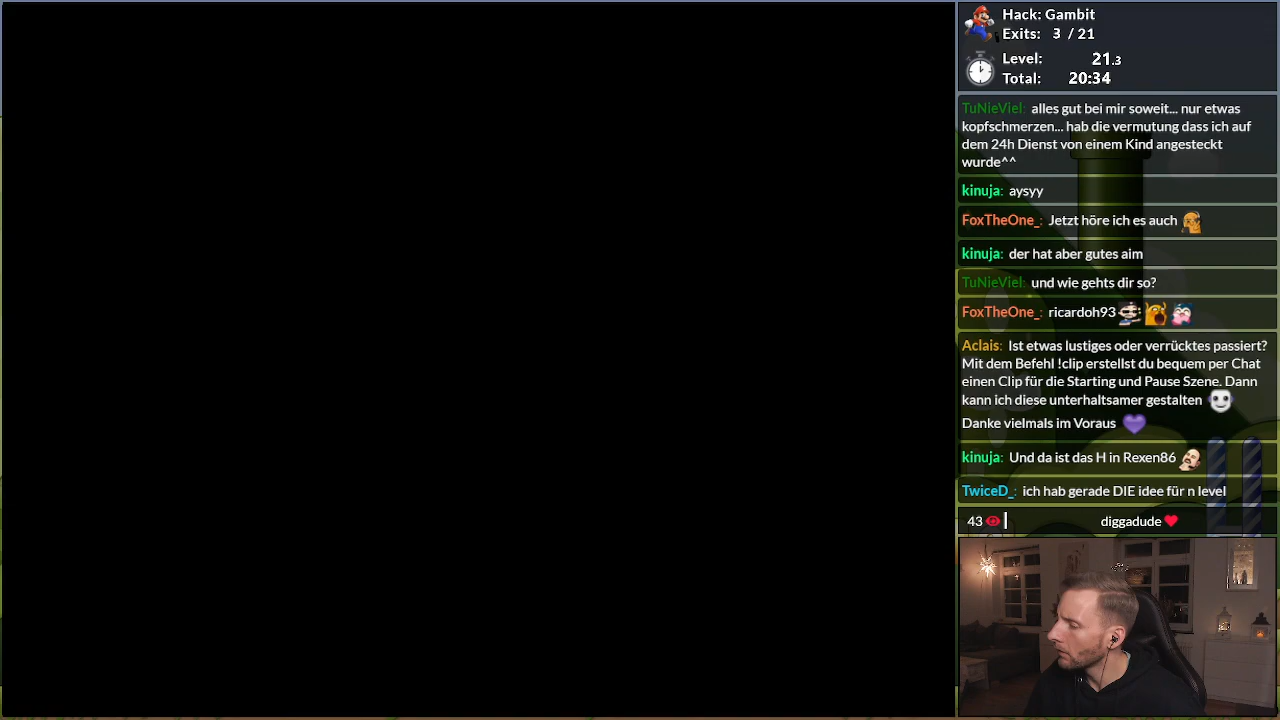 Hack: Gambit
Exits: 3 / 21
Level: 21.3
Total: 20:34
TuNieViel: alles gut bei mir soweit... nur etwas
kopfschmerzen... hab die vermutung dass ich auf
dem 24h Dienst von einem Kind angesteckt
wurde^^
kinuja: aysyy
FoxTheOne_: Jetzt höre ich es auch
kinuja: der hat aber gutes aim
TuNieViel: und wie gehts dir so?
FoxTheOne_: ricardoh93
Aclais: Ist etwas lustiges oder verrücktes passiert?
Mit dem Befehl !clip erstellst du bequem per Chat
einen Clip für die Starting und Pause Szene. Dann
kann ich diese unterhaltsamer gestalten
Danke vielmals im Voraus
kinuja: Und da ist das H in Rexen86
TwiceD_: ich hab gerade DIE idee für n level
43 diggadude